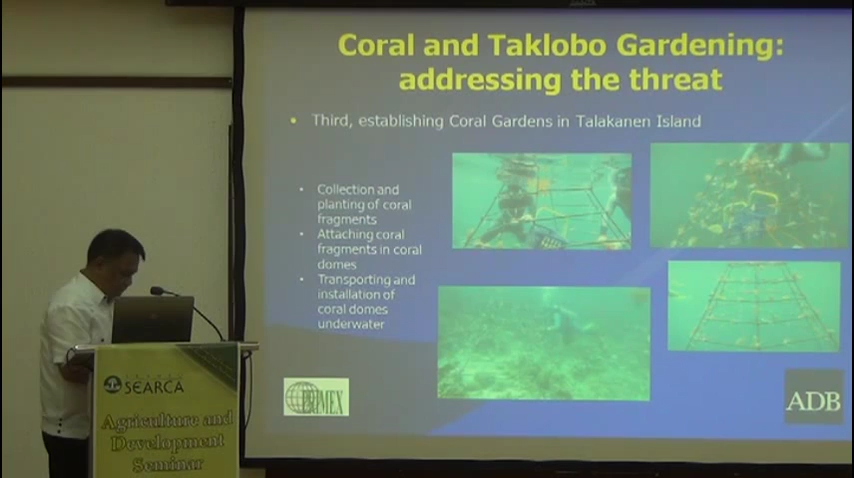 Coral and Taklobo Gardening:
addressing the threat
• Third, establishing Coral Gardens in Talakanen Island
• Collection and
planting of coral
fragments
• Attaching coral
fragments in coral
domes
• Transporting and
installation of
coral domes
underwater
PRIMEX
ADB
SEARCA
Agriculture and
Development
Seminar